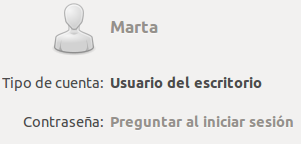 Marta
Tipo de cuenta: Usuario del escritorio
Contraseña: Preguntar al iniciar sesión